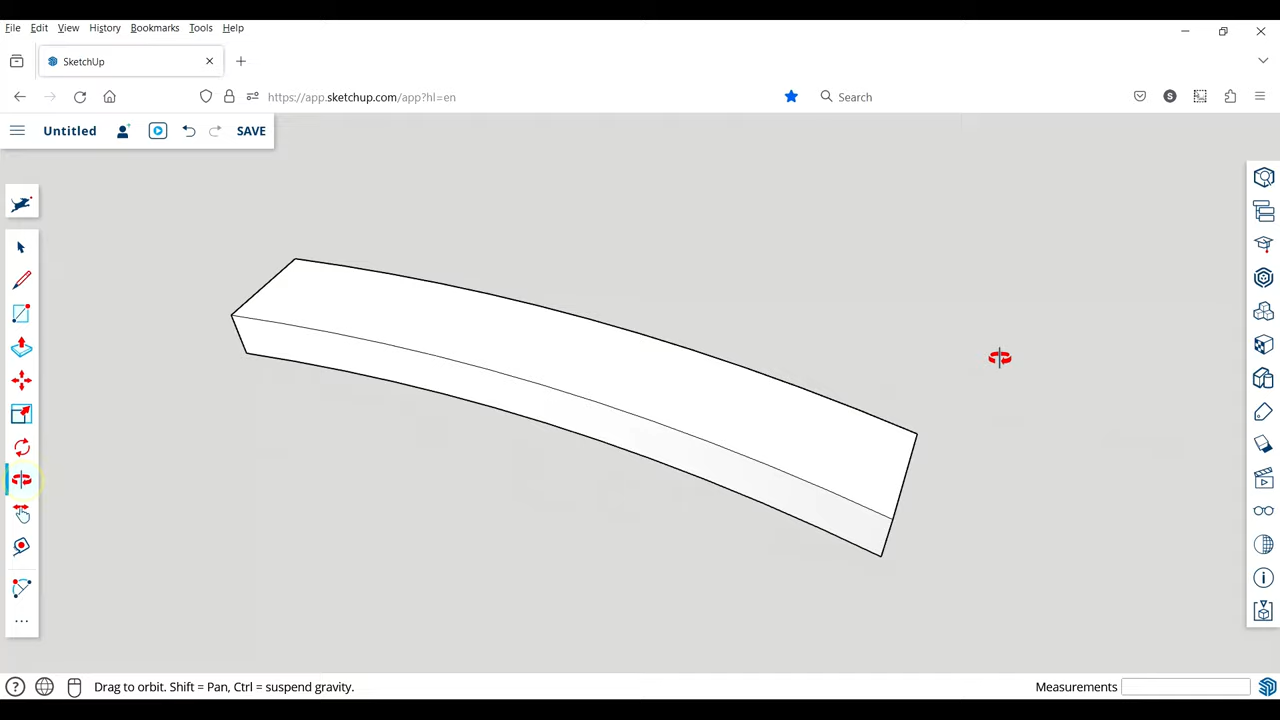 File Edit View History Bookmarks Tools Help
SketchUp
https://app.sketchup.com/app?hl=en
Search
S
Untitled
SAVE
Drag to orbit. Shift = Pan, Ctrl = suspend gravity.
Measurements